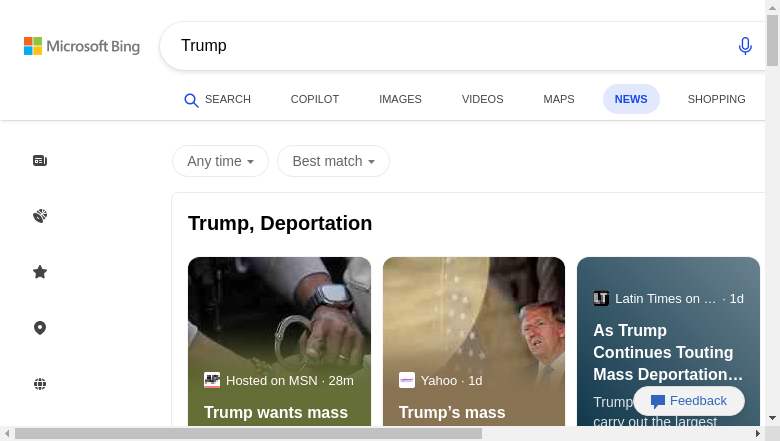 Microsoft Bing
Trump
SEARCH
COPILOT
IMAGES
VIDEOS
MAPS
NEWS
SHOPPING
Any time
Best match
Trump, Deportation
Hosted on MSN · 28m
Trump wants mass
Yahoo · 1d
Trump's mass
LT
Latin Times on … · 1d
As Trump
Continues Touting
Mass Deportation…
Trump
carry out the largest
Feedback